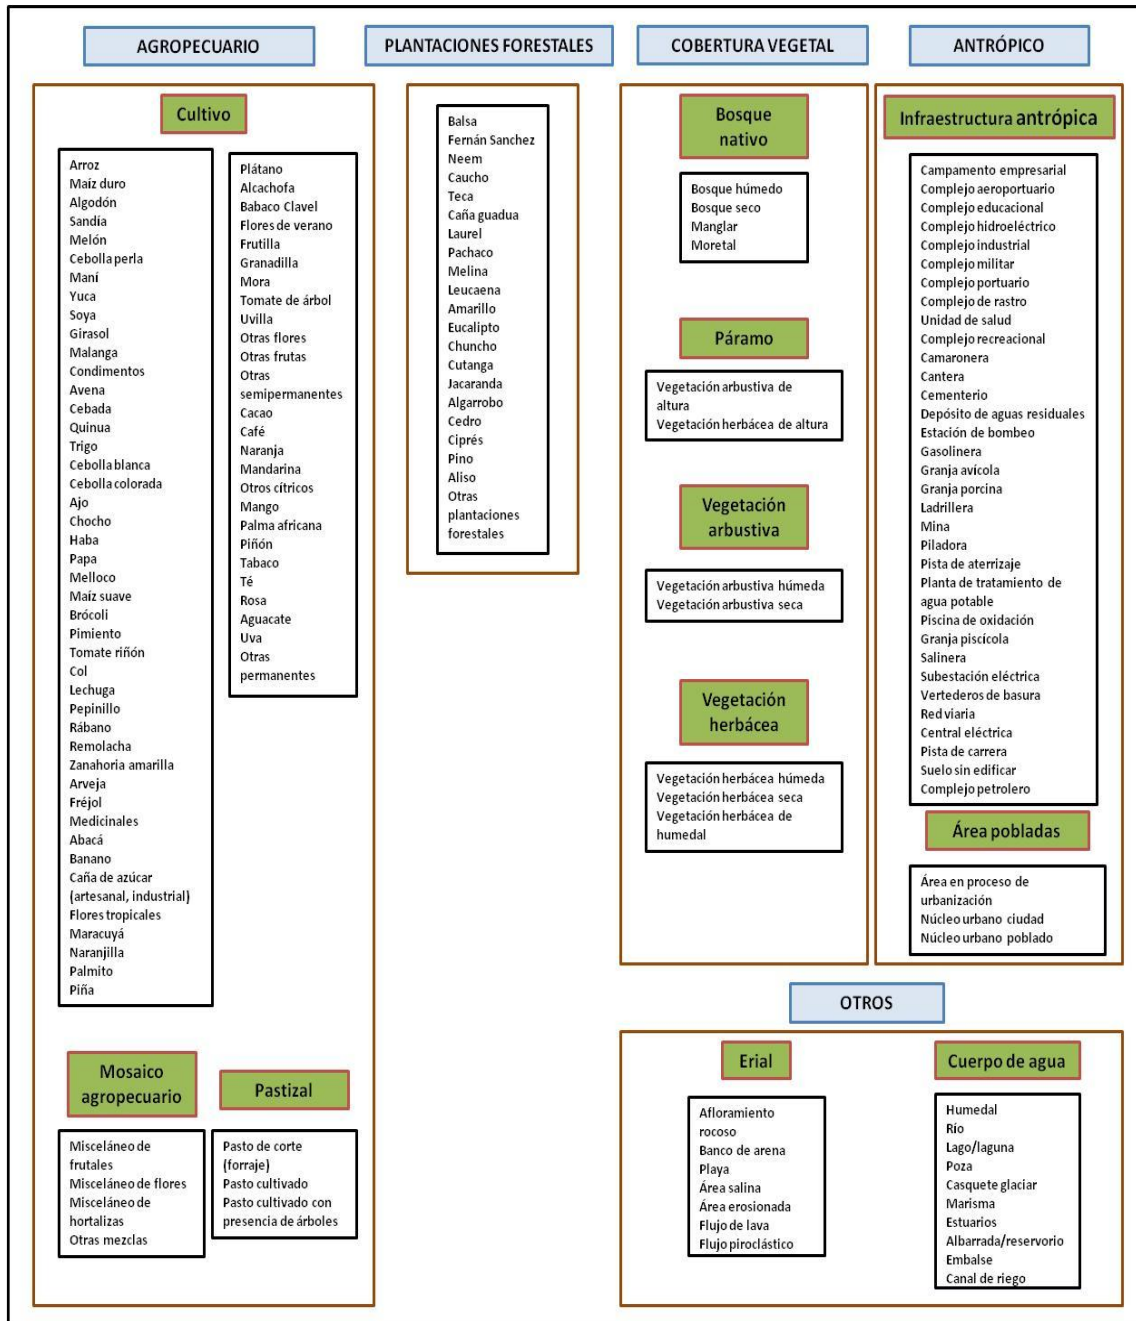 AGROPECUARIO
Cultivo
Arroz
Maíz duro
Algodón
Sandía
Melón
Cebolla perla
Maní
Yuca
Soya
Girasol
Malanga
Condimentos
Avena
Cebada
Quinua
Trigo
Cebolla blanca
Cebolla colorada
Ajo
Chocho
Haba
Papa
Melloco
Maíz suave
Brócoli
Pimiento
Tomate riñón
Col
Lechuga
Pepinillo
Rábano
Remolacha
Zanahoria amarilla
Arveja
Fréjol
Medicinales
Abacá
Banano
Caña de azúcar
(artesanal, industrial)
Flores tropicales
Maracuyá
Naranjilla
Palmito
Piña
Plátano
Alcachofa
Babaco Clavel
Flores de verano
Frutilla
Granadilla
Mora
Tomate de árbol
Uvilla
Otras flores
Otras frutas
Otras
semipermanentes
Cacao
Café
Naranja
Mandarina
Otros cítricos
Mango
Palma africana
Piñón
Tabaco
Té
Rosa
Aguacate
Uva
Otras
permanentes
Mosaico
agropecuario
Misceláneo de
frutales
Misceláneo de flores
Misceláneo de
hortalizas
Otras mezclas
Pastizal
Pasto de corte
(forraje)
Pasto cultivado
Pasto cultivado con
presencia de árboles
PLANTACIONES FORESTALES
Balsa
Fernán Sanchez
Neem
Caucho
Teca
Caña guadua
Laurel
Pachaco
Melina
Leucaena
Amarillo
Eucalipto
Chuncho
Cutanga
Jacaranda
Algarrobo
Cedro
Ciprés
Pino
Aliso
Otras
plantaciones
forestales
COBERTURA VEGETAL
Bosque
nativo
Bosque húmedo
Bosque seco
Manglar
Moretal
Páramo
Vegetación arbustiva de
altura
Vegetación herbácea de altura
Vegetación
arbustiva
Vegetación arbustiva húmeda
Vegetación arbustiva seca
Vegetación
herbácea
Vegetación herbácea húmeda
Vegetación herbácea seca
Vegetación herbácea de
humedal
ANTRÓPICO
Infraestructura antrópica
Campamento empresarial
Complejo aeroportuario
Complejo educacional
Complejo hidroeléctrico
Complejo industrial
Complejo militar
Complejo portuario
Complejo de rastro
Unidad de salud
Complejo recreacional
Camaronera
Cantera
Cementerio
Depósito de aguas residuales
Estación de bombeo
Gasolinera
Granja avícola
Granja porcina
Ladrillera
Mina
Piladora
Pista de aterrizaje
Planta de tratamiento de
agua potable
Piscina de oxidación
Granja piscícola
Salinera
Subestación eléctrica
Vertederos de basura
Red viaria
Central eléctrica
Pista de carrera
Suelo sin edificar
Complejo petrolero
Área pobladas
Área en proceso de
urbanización
Núcleo urbano ciudad
Núcleo urbano poblado
OTROS
Erial
Afloramiento
rocoso
Banco de arena
Playa
Área salina
Área erosionada
Flujo de lava
Flujo piroclástico
Cuerpo de agua
Humedal
Río
Lago/laguna
Poza
Casquete glaciar
Marisma
Estuarios
Albarrada/reservorio
Embalse
Canal de riego